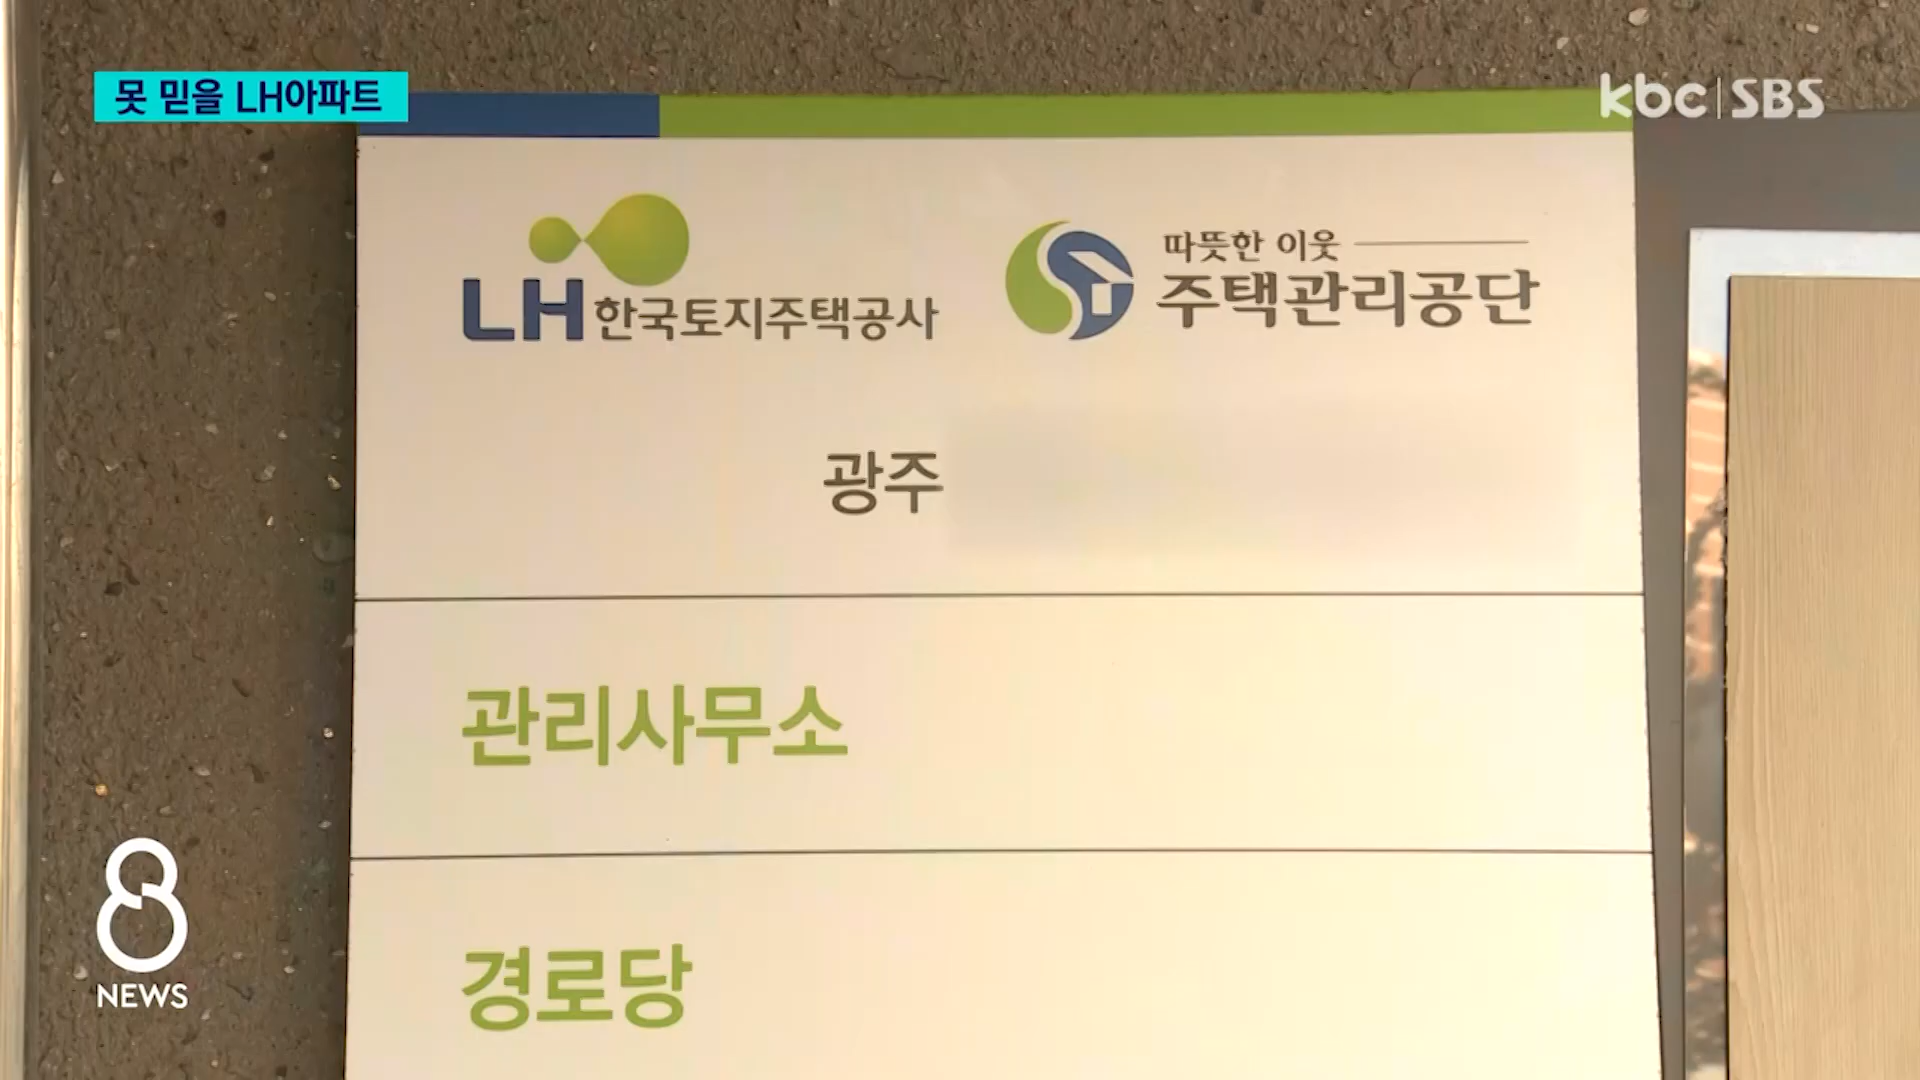 못 믿을 LH아파트
kbc SBS
LH 한국토지주택공사
따뜻한 이웃
주택관리공단
광주
관리사무소
경로당
8
NEWS